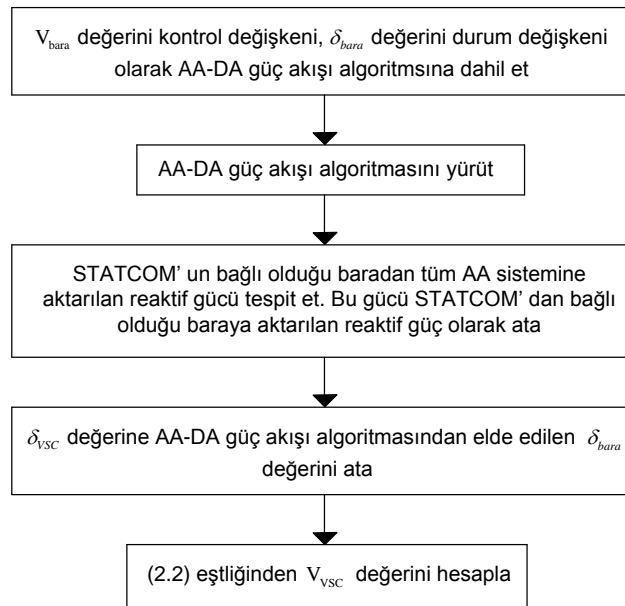 V_bara değerini kontrol değişkeni, δ_bara değerini durum değişkeni
olarak AA-DA güç akışı algoritmsına dahil et
AA-DA güç akışı algoritmasını yürüt
STATCOM' un bağlı olduğu baradan tüm AA sistemine
aktarılan reaktif gücü tespit et. Bu gücü STATCOM' dan bağlı
olduğu baraya aktarılan reaktif güç olarak ata
δ_VSC değerine AA-DA güç akışı algoritmasından elde edilen δ_bara
değerini ata
(2.2) eştliğinden V_VSC değerini hesapla